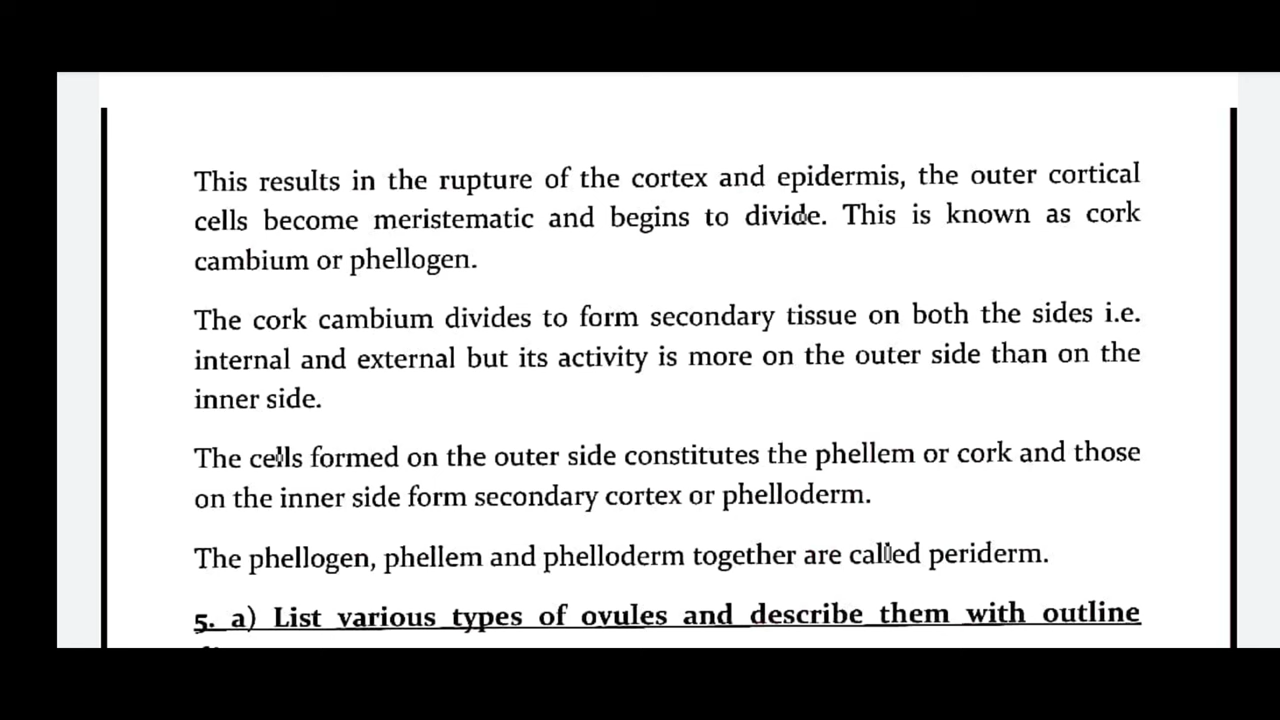 This results in the rupture of the cortex and epidermis, the outer cortical
cells become meristematic and begins to divide. This is known as cork
cambium or phellogen.
The cork cambium divides to form secondary tissue on both the sides i.e.
internal and external but its activity is more on the outer side than on the
inner side.
The cells formed on the outer side constitutes the phellem or cork and those
on the inner side form secondary cortex or phelloderm.
The phellogen, phellem and phelloderm together are called periderm.
5. a) List various types of ovules and describe them with outline